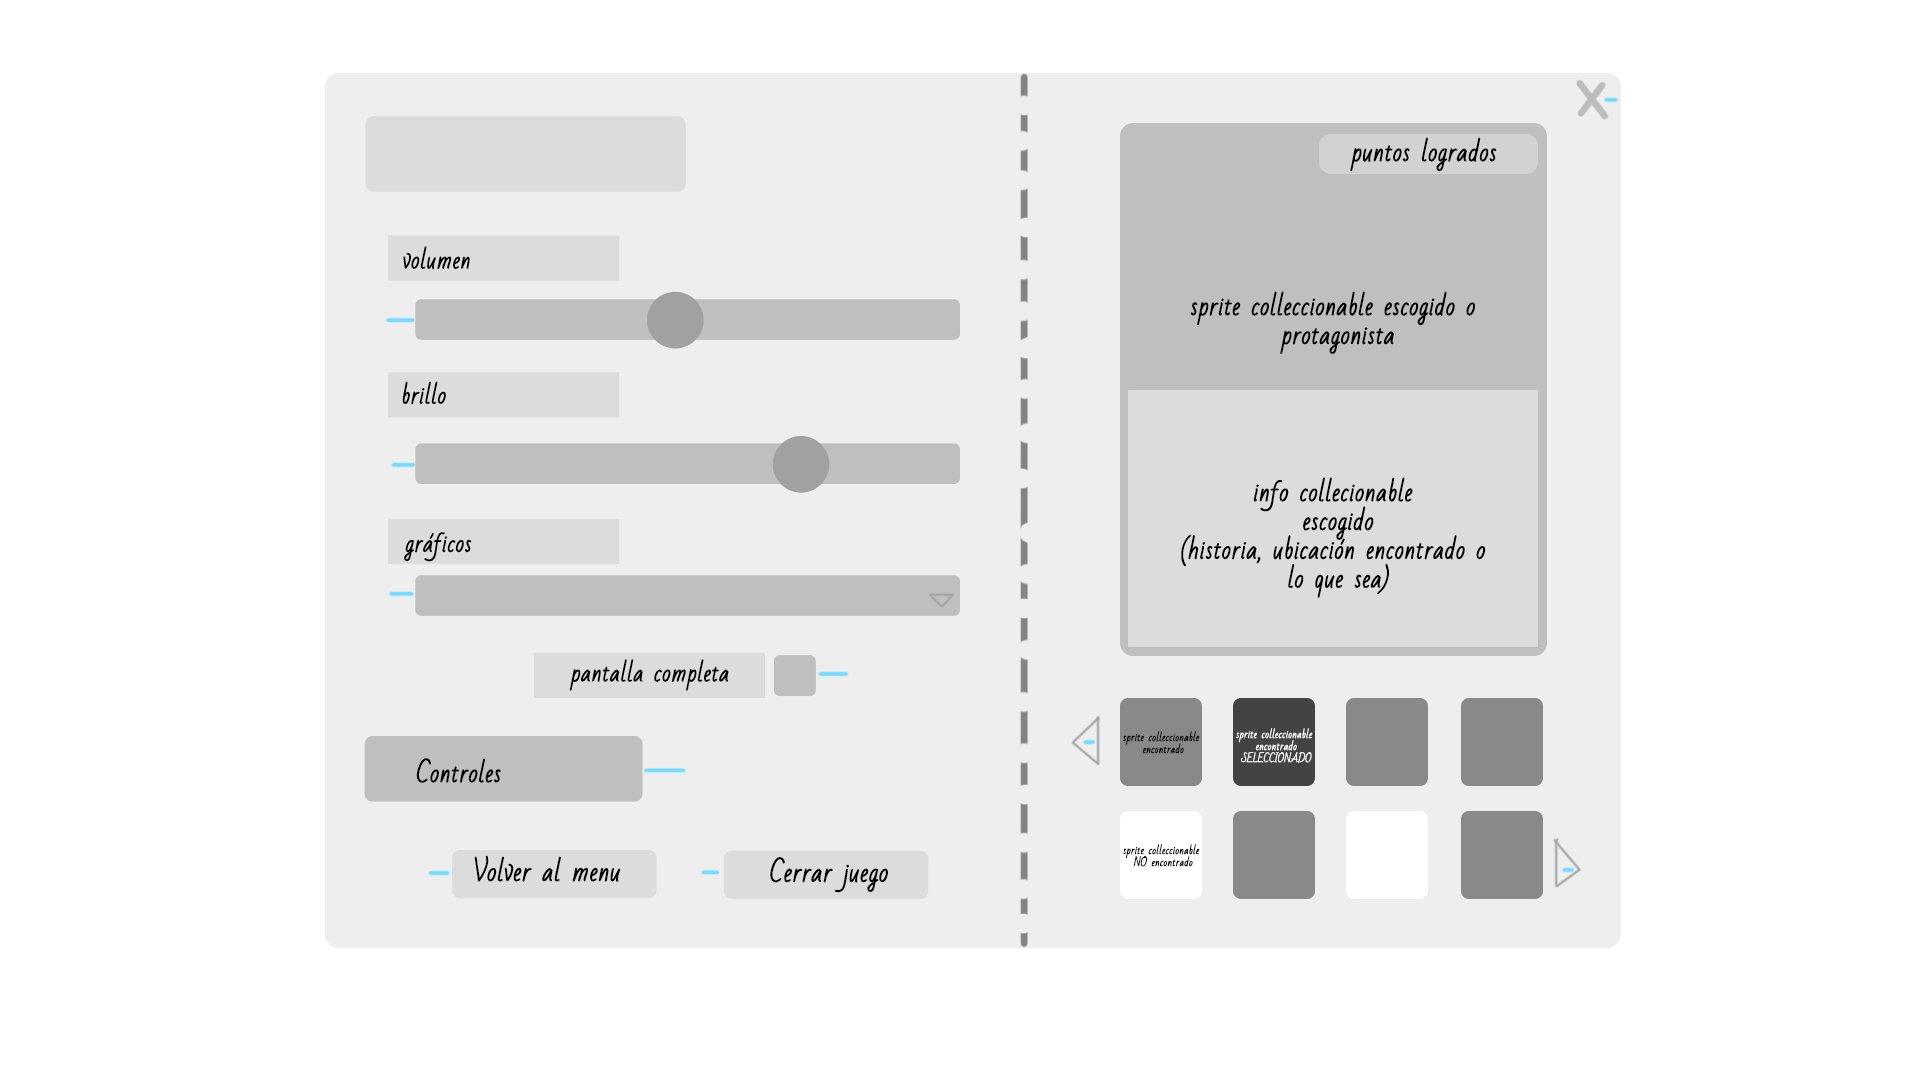 volumen
brillo
gráficos
pantalla completa
Controles
Volver al menu
Cerrar juego
X
puntos logrados
sprite colleccionable escogido o
protagonista
info collecionable
escogido
(historia, ubicación encontrado o
lo que sea)
sprite colleccionable
encontrado
sprite colleccionable
encontrado
SELECCIONADO
sprite colleccionable
NO encontrado